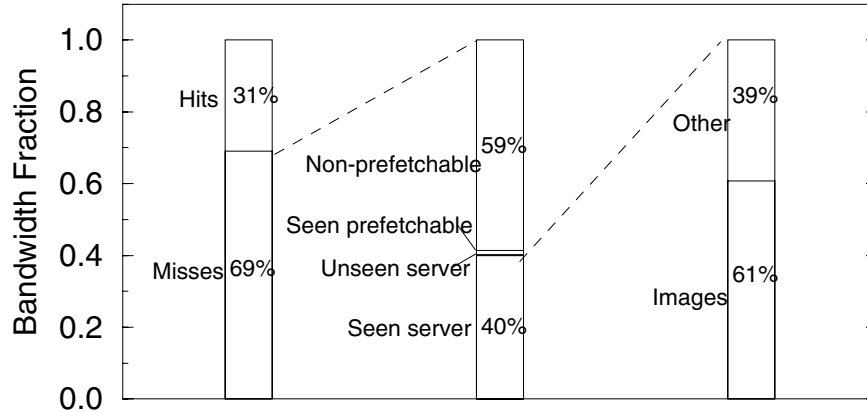 Bandwidth Fraction
1.0
0.8
0.6
0.4
0.2
0.0
Hits
31%
Misses
69%
Non-prefetchable
59%
Seen prefetchable
Unseen server
Seen server
40%
Other
39%
Images
61%